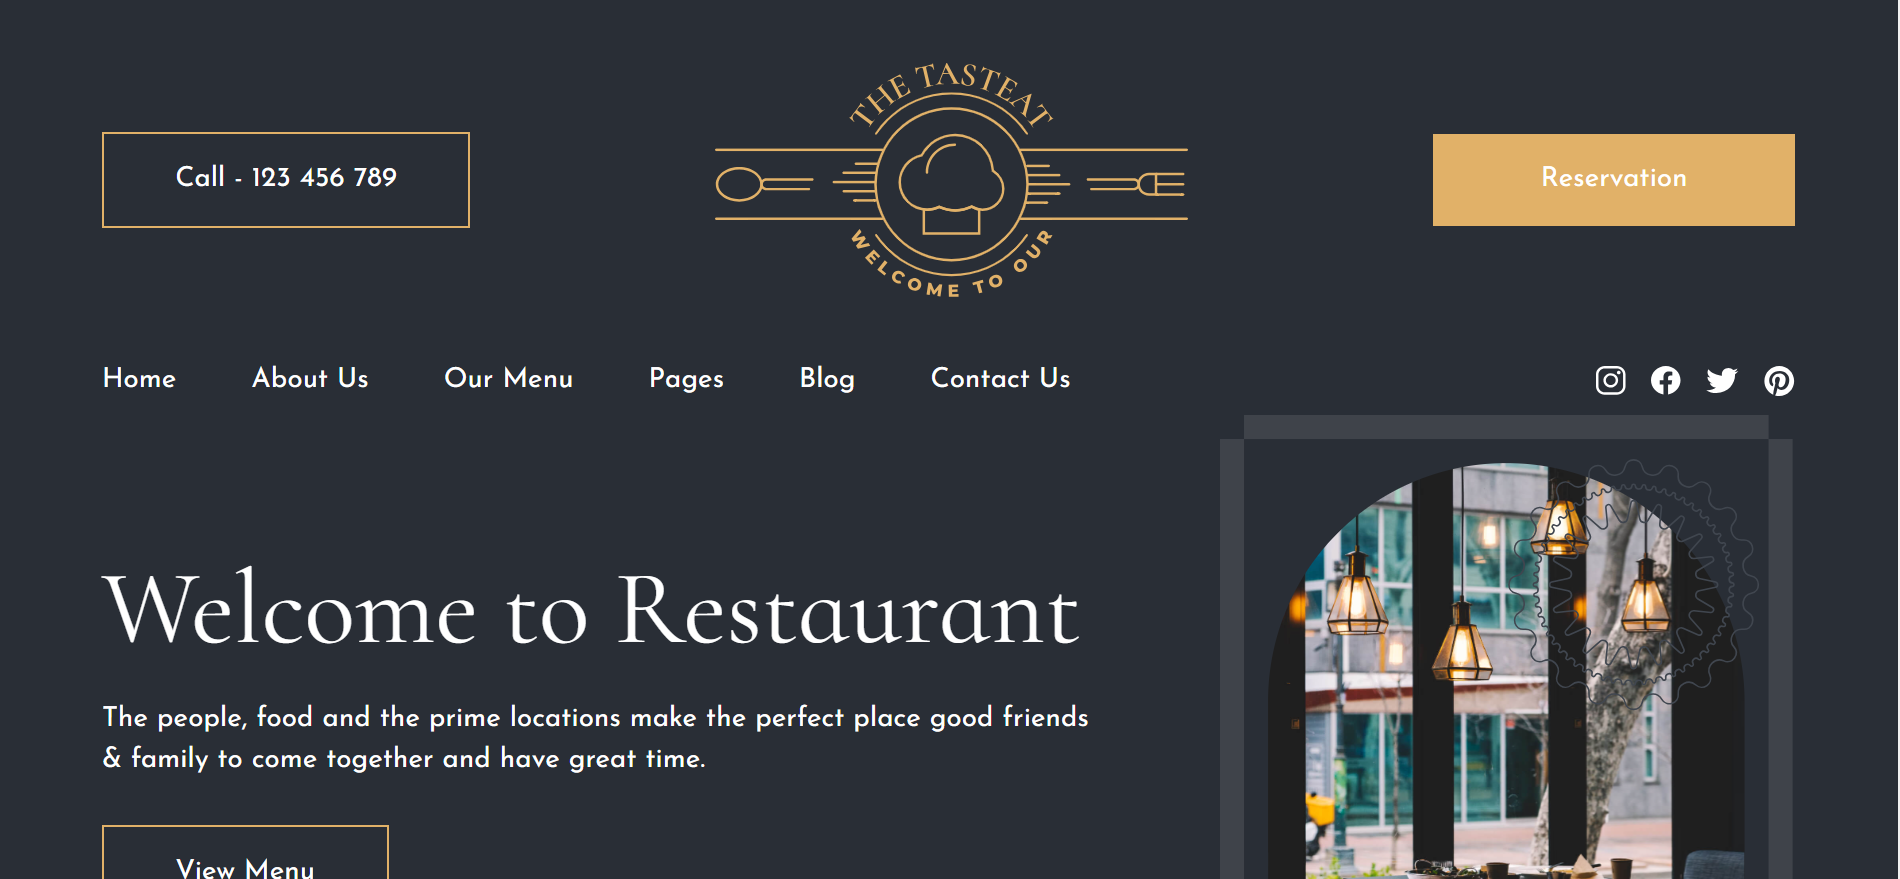 THE TASTEAT
Call - 123 456 789
Reservation
WELCOME TO OUR
Home
About Us
Our Menu
Pages
Blog
Contact Us
Welcome to Restaurant
The people, food and the prime locations make the perfect place good friends
& family to come together and have great time.
View Menu